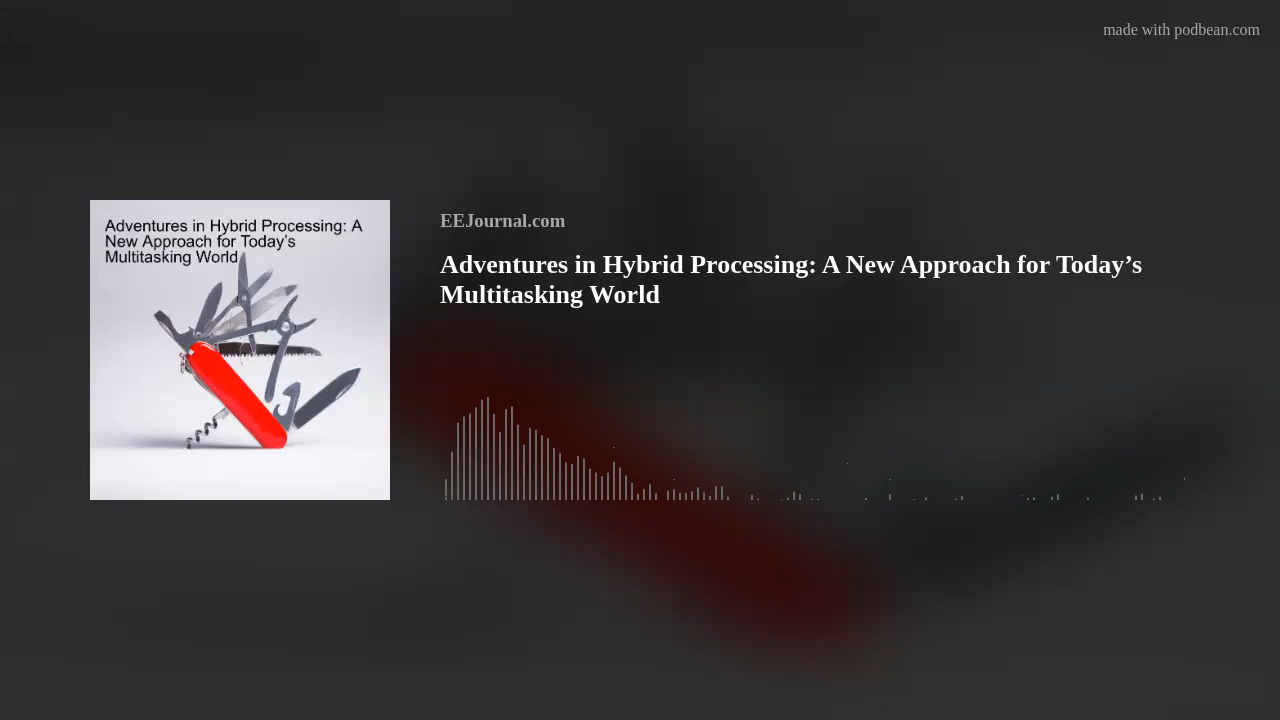 made with podbean.com
Adventures in Hybrid Processing: A
New Approach for Today's
Multitasking World
EEJournal.com
Adventures in Hybrid Processing: A New Approach for Today’s
Multitasking World